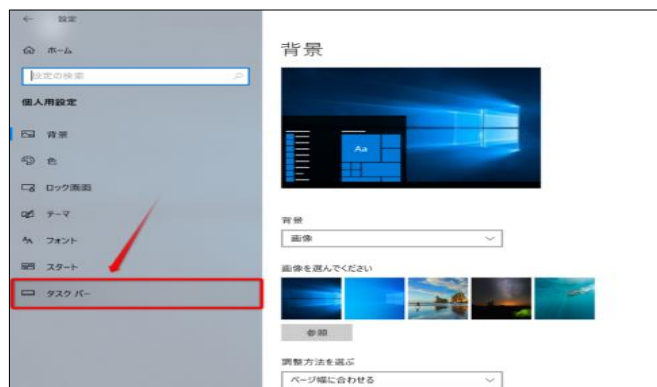 設定
ホーム
設定の検索
個人用設定
背景
色
ロック画面
テーマ
フォント
スタート
タスク バー
背景
Aa
背景
画像
画像を選んでください
参照
調整方法を選ぶ
ページ幅に合わせる